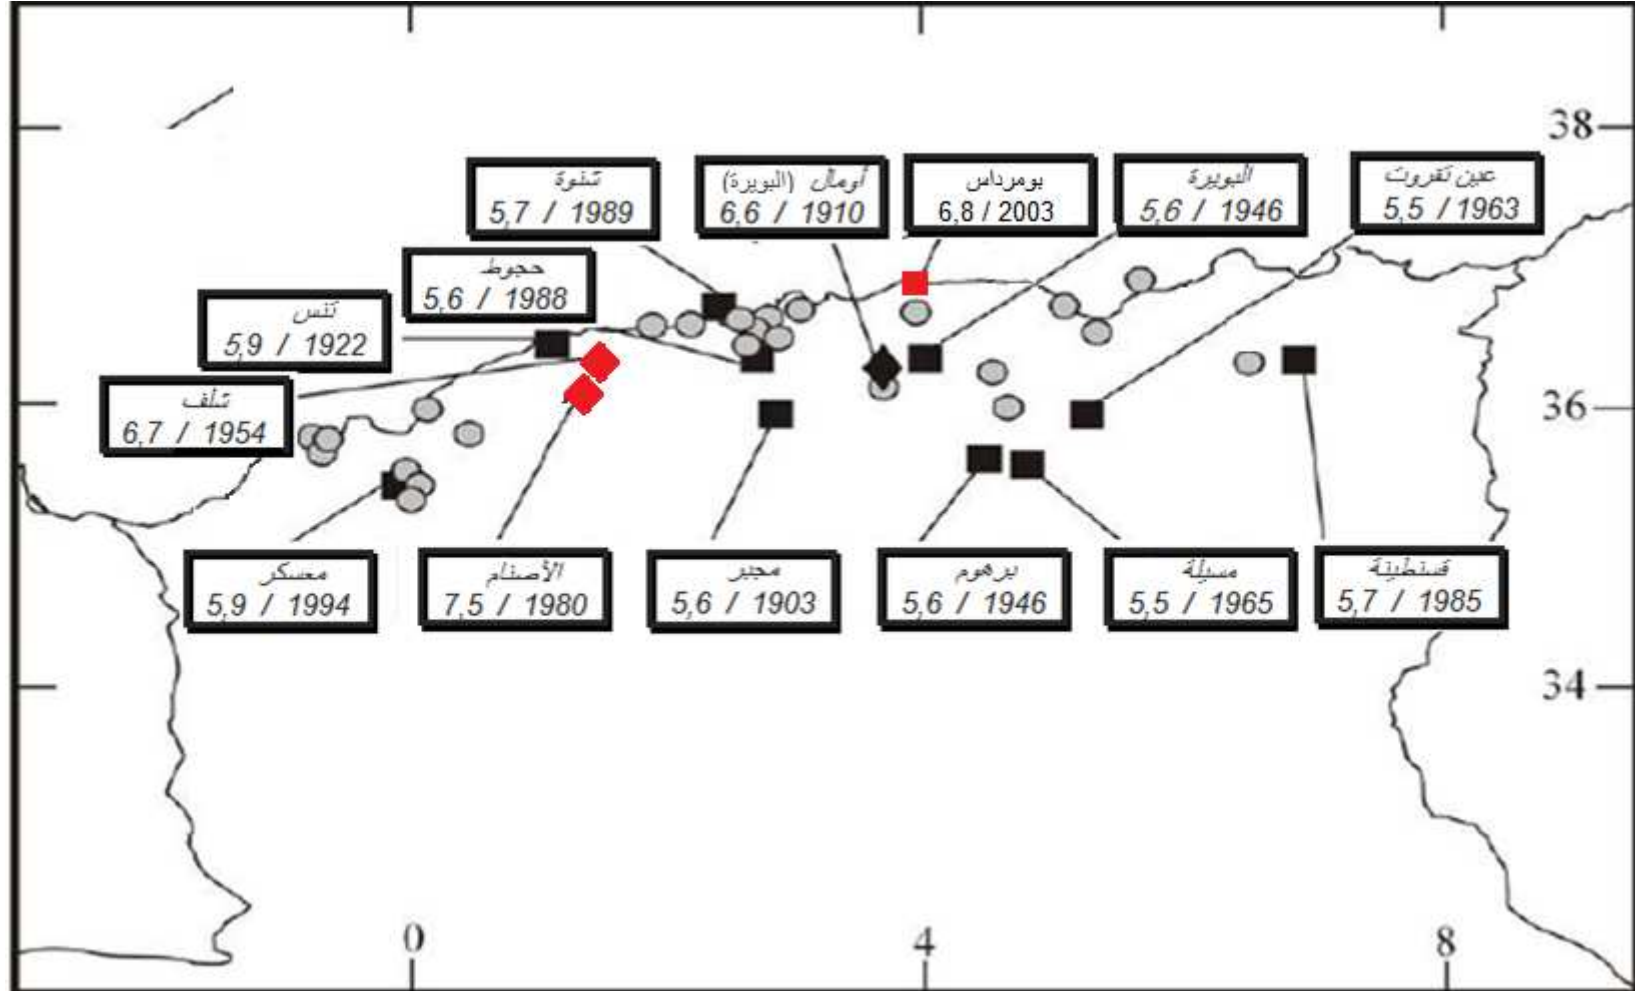 38
شنوة
5,7 / 1989
أومال (البويرة)
6,6 / 1910
بومرداس
6,8 / 2003
البويرة
5,6 / 1946
عين تقروت
5,5 / 1963
حجوط
5,6 / 1988
تنس
5,9 / 1922
شلف
6,7 / 1954
36
معسكر
5,9 / 1994
الأصنام
7,5 / 1980
مجبر
5,6 / 1903
برهوم
5,6 / 1946
مسيلة
5,5 / 1965
قسنطينة
5,7 / 1985
34
0
4
8